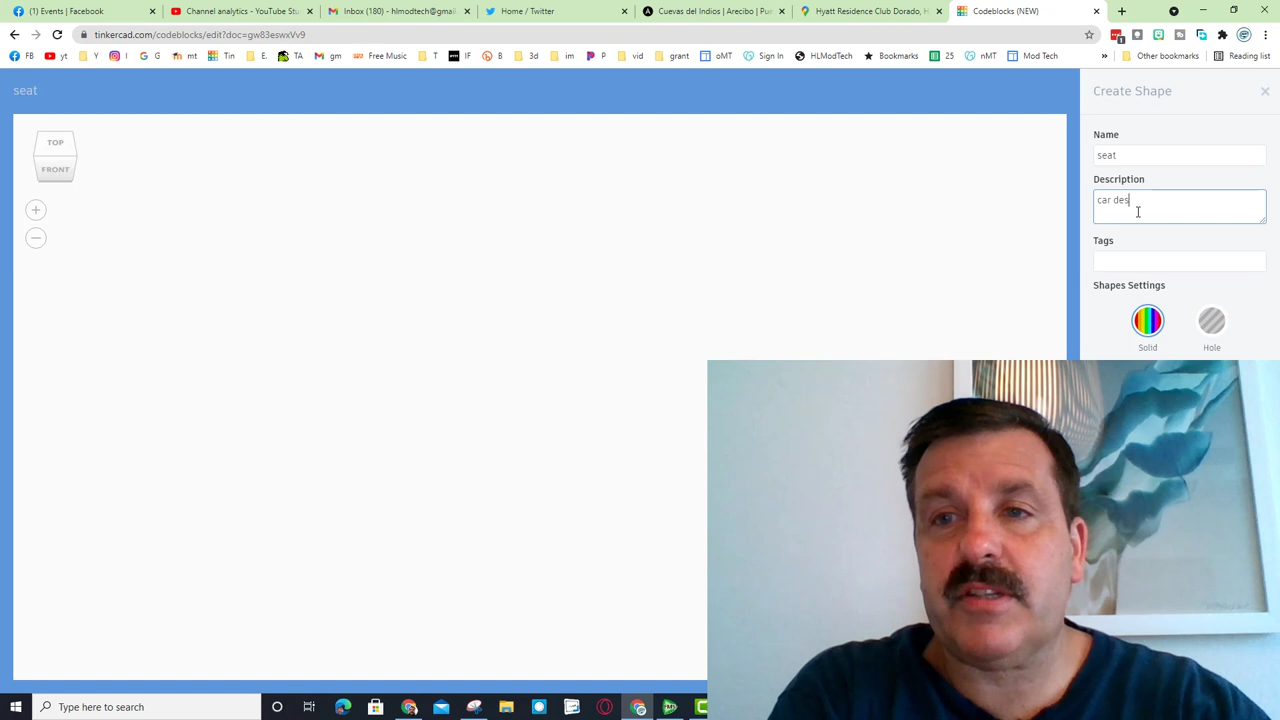 (1) Events | Facebook
Channel analytics - YouTube Stu
Inbox (180) - hlmodtech@gmail.
Home / Twitter
Cuevas del Indios | Arecibo | Pue
Hyatt Residence Club Dorado, H
Codeblocks (NEW)
tinkercad.com/codeblocks/edit?doc=gw83eswxVv9
FB
yt
Y
I
G
mt
Tin
E.
TA
gm
Free Music
T
IF
B
3d
im
P
vid
grant
oMT
Sign In
HLModTech
Bookmarks
25
nMT
Mod Tech
»
Other bookmarks
Reading list
seat
TOP
FRONT
Create Shape
Name
seat
Description
car des
Tags
Shapes Settings
Solid
Hole
Type here to search